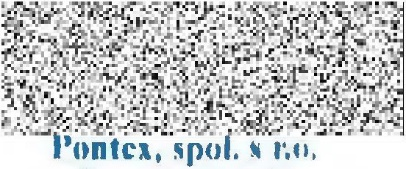 Pontex, spol. s r.o.